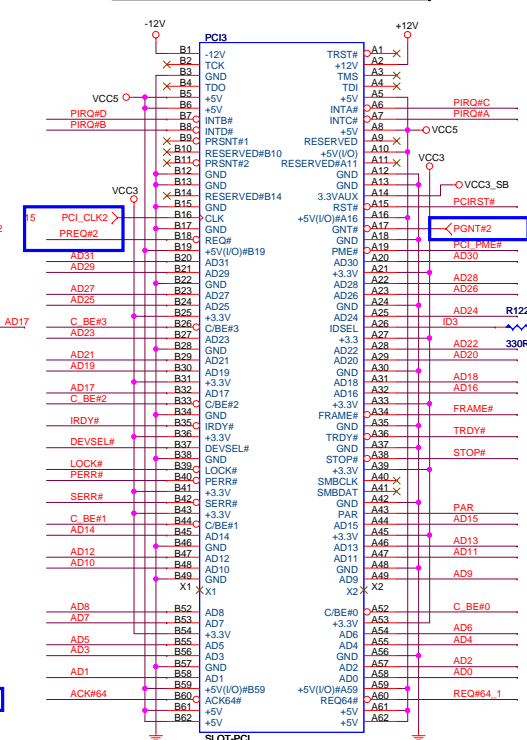 -12V +12V
PCI3
B1 -12V TRST# A1
B2 TCK +12V A2
B3 GND TMS A3
B4 TDO TDI A4
VCC5 B5 +5V +5V A5
B6 +5V INTA# A6 PIRQ#C
PIRQ#D B7 INTB# INTC# A7 PIRQ#A
PIRQ#B B8 INTD# +5V A8 VCC5
B9 PRSNT#1 RESERVED A9
B10 RESERVED#B10 +5V(I/O) A10
B11 PRSNT#2 RESERVED#A11 A11 VCC3
B12 GND GND A12
B13 GND GND A13
VCC3 B14 RESERVED#B14 3.3VAUX A14 VCC3_SB
B15 GND RST# A15 PCIRST#
15 PCI_CLK2 B16 CLK +5V(I/O)#A16 A16
B17 GND GNT# A17 PGNT#2
PREQ#2 B18 REQ# GND A18
B19 +5V(I/O)#B19 PME# A19 PCI_PME#
AD31 B20 AD31 AD30 A20 AD30
AD29 B21 AD29 +3.3V A21
B22 GND AD28 A22 AD28
AD27 B23 AD27 AD26 A23 AD26
AD25 B24 AD25 GND A24
B25 +3.3V AD24 A25 AD24 R122
AD17 C_BE#3 B26 C/BE#3 IDSEL A26 ID3
AD23 B27 AD23 +3.3 A27 330R
B28 GND AD22 A28 AD22
AD21 B29 AD21 AD20 A29 AD20
AD19 B30 AD19 GND A30
B31 +3.3V AD18 A31 AD18
AD17 B32 AD17 AD16 A32 AD16
C_BE#2 B33 C/BE#2 +3.3V A33
B34 GND FRAME# A34 FRAME#
IRDY# B35 IRDY# GND A35
B36 +3.3V TRDY# A36 TRDY#
DEVSEL# B37 DEVSEL# GND A37
B38 GND STOP# A38 STOP#
LOCK# B39 LOCK# +3.3V A39
PERR# B40 PERR# SMBCLK A40
B41 +3.3V SMBDAT A41
SERR# B42 SERR# GND A42
B43 +3.3V PAR A43 PAR
C_BE#1 B44 C/BE#1 AD15 A44 AD15
AD14 B45 AD14 +3.3V A45
B46 GND AD13 A46 AD13
AD12 B47 AD12 AD11 A47 AD11
AD10 B48 AD10 GND A48
B49 GND AD9 A49 AD9
X1 X1 X2 X2
AD8 B52 AD8 C/BE#0 A52 C_BE#0
AD7 B53 AD7 +3.3V A53
B54 +3.3V AD6 A54 AD6
AD5 B55 AD5 AD4 A55 AD4
AD3 B56 AD3 GND A56
B57 GND AD2 A57 AD2
AD1 B58 AD1 AD0 A58 AD0
B59 +5V(I/O)#B59 +5V(I/O)#A59 A59
ACK#64 B60 ACK64# REQ64# A60 REQ#64_1
B61 +5V +5V A61
B62 +5V +5V A62
SLOT-PCI